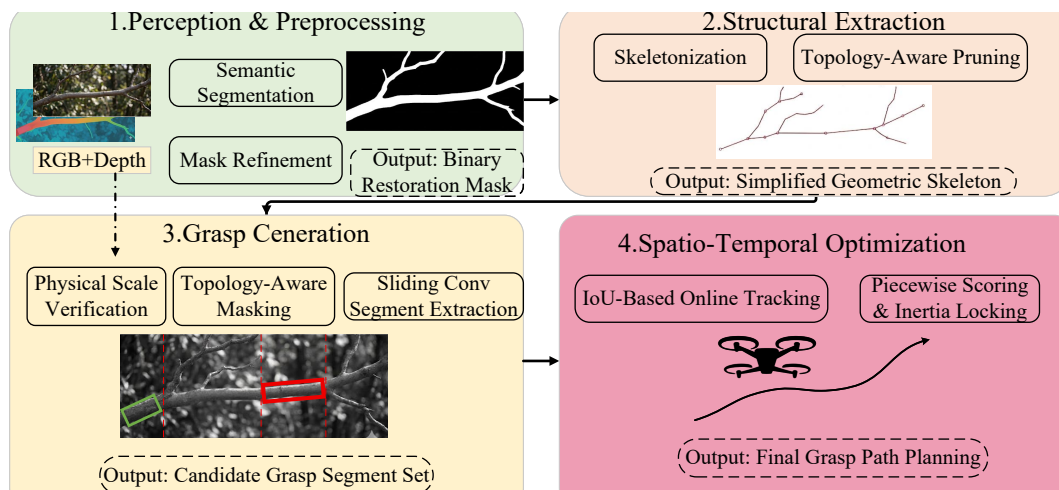 1.Perception & Preprocessing
Semantic
Segmentation
RGB+Depth
Mask Refinement
Output: Binary
Restoration Mask
2.Structural Extraction
Skeletonization
Topology-Aware Pruning
Output: Simplified Geometric Skeleton
3.Grasp Ceneration
Physical Scale
Verification
Topology-Aware
Masking
Sliding Conv
Segment Extraction
Output: Candidate Grasp Segment Set
4.Spatio-Temporal Optimization
IoU-Based Online Tracking
Piecewise Scoring
& Inertia Locking
Output: Final Grasp Path Planning